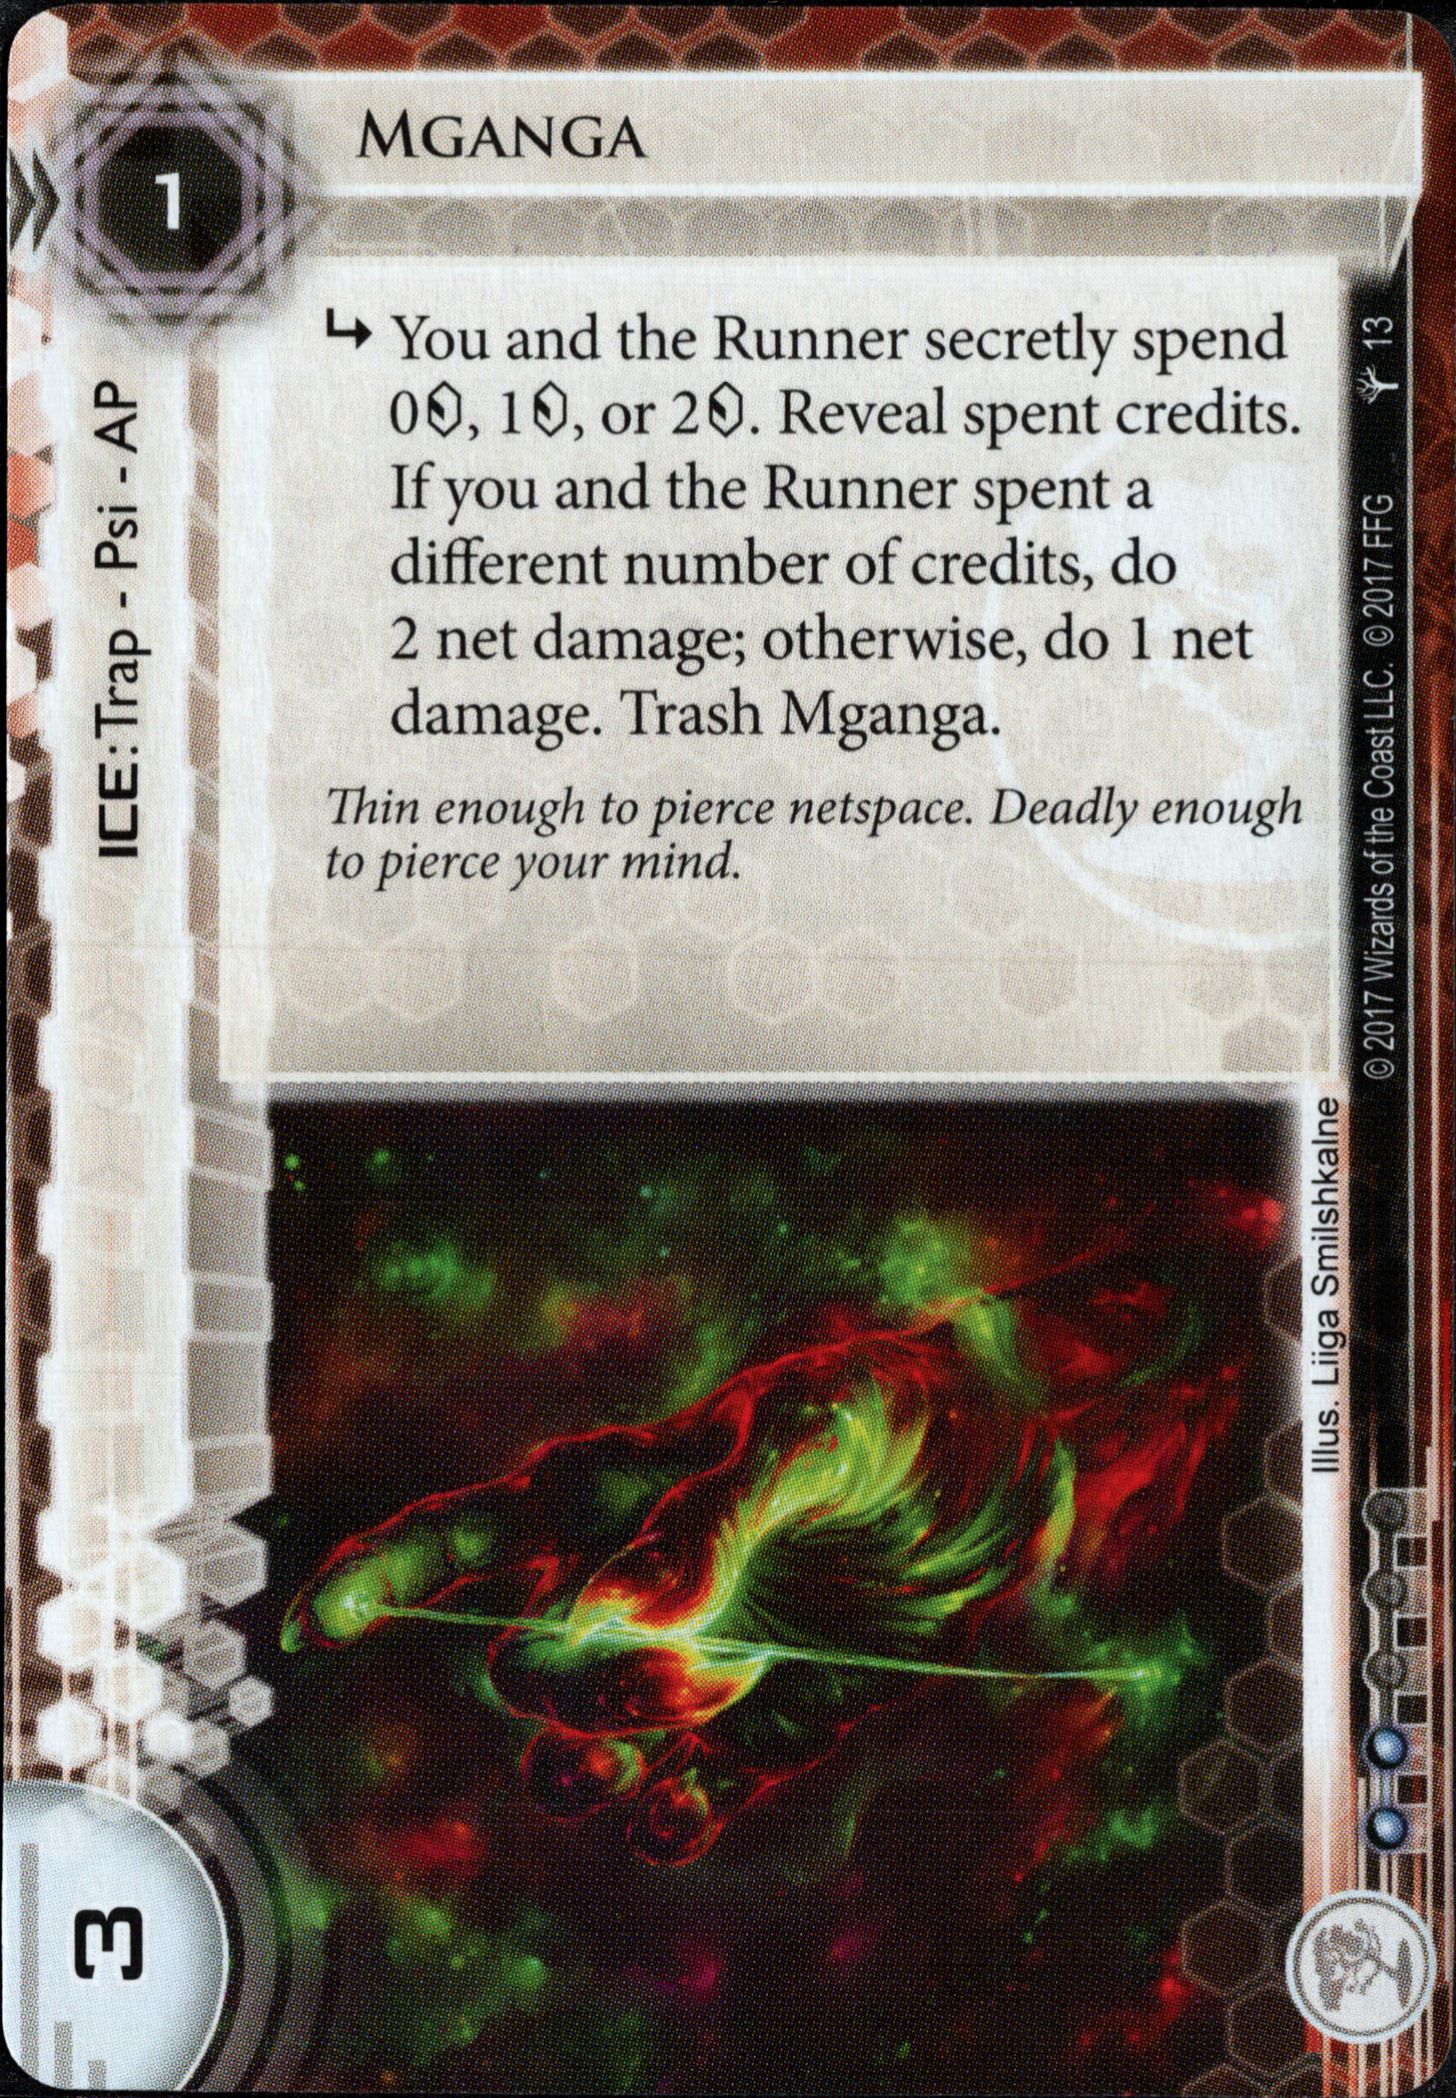 MGANGA
1
ICE: Trap - Psi - AP
You and the Runner secretly spend
0, 1, or 2. Reveal spent credits.
If you and the Runner spent a
different number of credits, do
2 net damage; otherwise, do 1 net
damage. Trash Mganga.
Thin enough to pierce netspace. Deadly enough
to pierce your mind.
© 2017 Wizards of the Coast LLC. © 2017 FFG 13
Illus. Liiga Smilshkalne
3